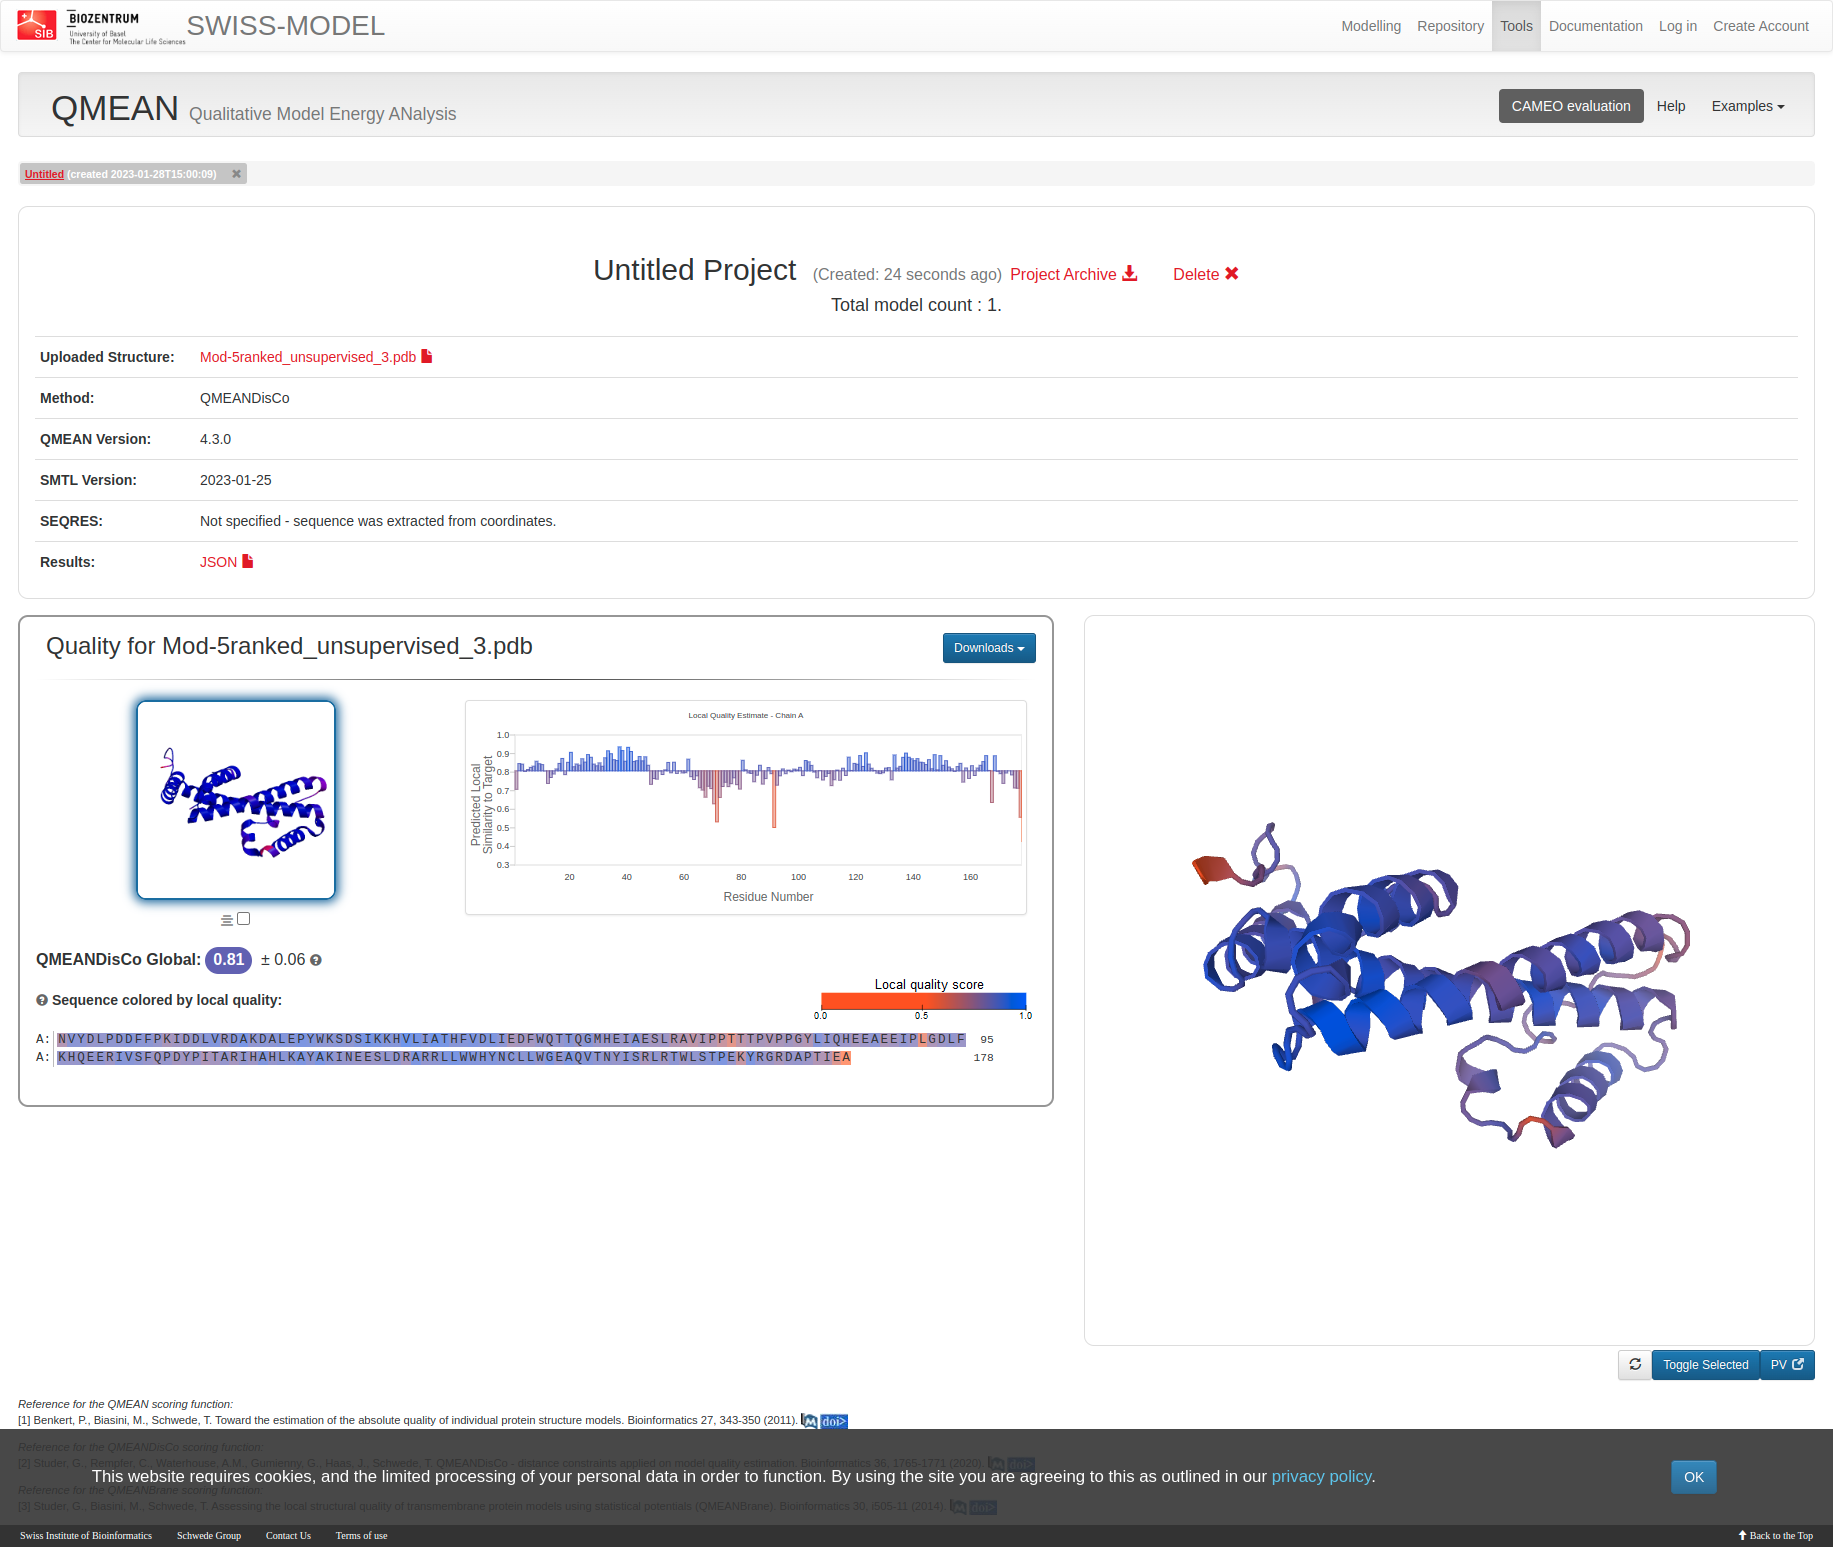 SIB
BIOZENTRUM
University of Basel
The Center for Molecular Life Sciences
SWISS-MODEL
Modelling
Repository
Tools
Documentation
Log in
Create Account
QMEAN Qualitative Model Energy ANalysis
CAMEO evaluation
Help
Examples
Untitled (created 2023-01-28T15:00:09)
Untitled Project (Created: 24 seconds ago) Project Archive Delete
Total model count : 1.
Uploaded Structure: Mod-5ranked_unsupervised_3.pdb
Method: QMEANDisCo
QMEAN Version: 4.3.0
SMTL Version: 2023-01-25
SEQRES: Not specified - sequence was extracted from coordinates.
Results: JSON
Quality for Mod-5ranked_unsupervised_3.pdb
Downloads
Local Quality Estimate - Chain A
Predicted Local
Similarity to Target
1.0
0.9
0.8
0.7
0.6
0.5
0.4
0.3
20 40 60 80 100 120 140 160
Residue Number
QMEANDisCo Global: 0.81 ± 0.06
Sequence colored by local quality:
Local quality score
0.0 0.5 1.0
A: NVYDLPDDFFPKIDDLVRDAKDALEPYWKSDSIKKHVLIATHFVDLIEDFWQTTQGMHEIAESLRAVIPPTTTPVPPGYLIQHEEAEEIPLGDLF 95
A: KHQEERIVSFQPDYPITARIHAHLKAYAKINEESLDRARRLLWWHYNCLLWGEAQVTNYISRLRTWLSTPEKYRGRDAPTIEA 178
Toggle Selected
PV
Reference for the QMEAN scoring function:
[1] Benkert, P., Biasini, M., Schwede, T. Toward the estimation of the absolute quality of individual protein structure models. Bioinformatics 27, 343-350 (2011). M doi>
Reference for the QMEANDisCo scoring function:
[2] Studer, G., Rempfer, C., Waterhouse, A.M., Gumienny, G., Haas, J., Schwede, T. QMEANDisCo - distance constraints applied on model quality estimation. Bioinformatics 36, 1765-1771 (2020). M doi>
This website requires cookies, and the limited processing of your personal data in order to function. By using the site you are agreeing to this as outlined in our privacy policy.
OK
Reference for the QMEANBrane scoring function:
[3] Studer, G., Biasini, M., Schwede, T. Assessing the local structural quality of transmembrane protein models using statistical potentials (QMEANBrane). Bioinformatics 30, i505-i11 (2014). M doi>
Swiss Institute of Bioinformatics
Schwede Group
Contact Us
Terms of use
Back to the Top